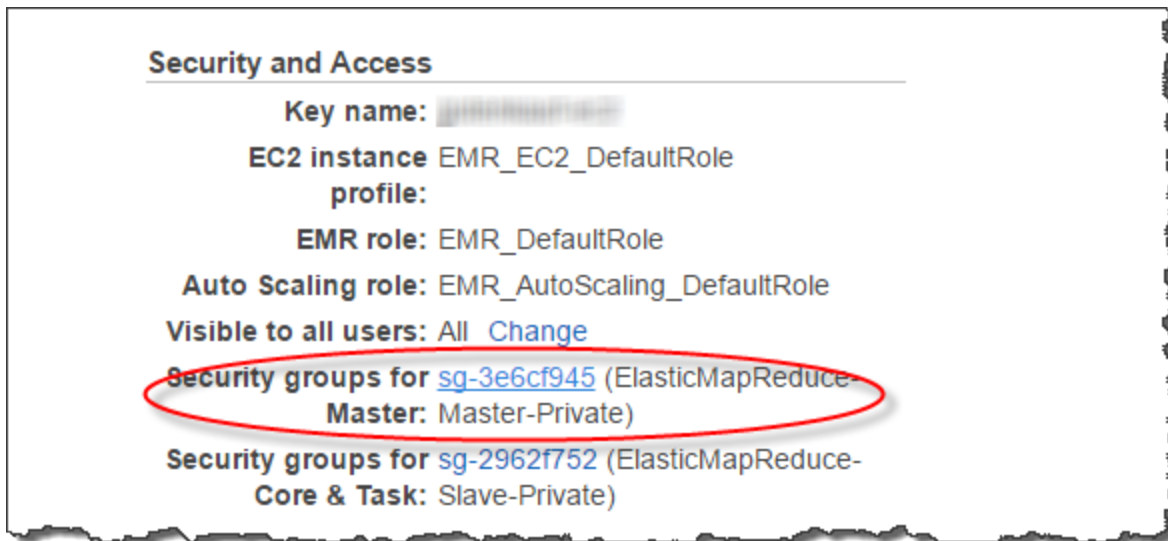 Security and Access
Key name:
EC2 instance EMR_EC2_DefaultRole
profile:
EMR role: EMR_DefaultRole
Auto Scaling role: EMR_AutoScaling_DefaultRole
Visible to all users: All Change
Security groups for sg-3e6cf945 (ElasticMapReduce-
Master: Master-Private)
Security groups for sg-2962f752 (ElasticMapReduce-
Core & Task: Slave-Private)